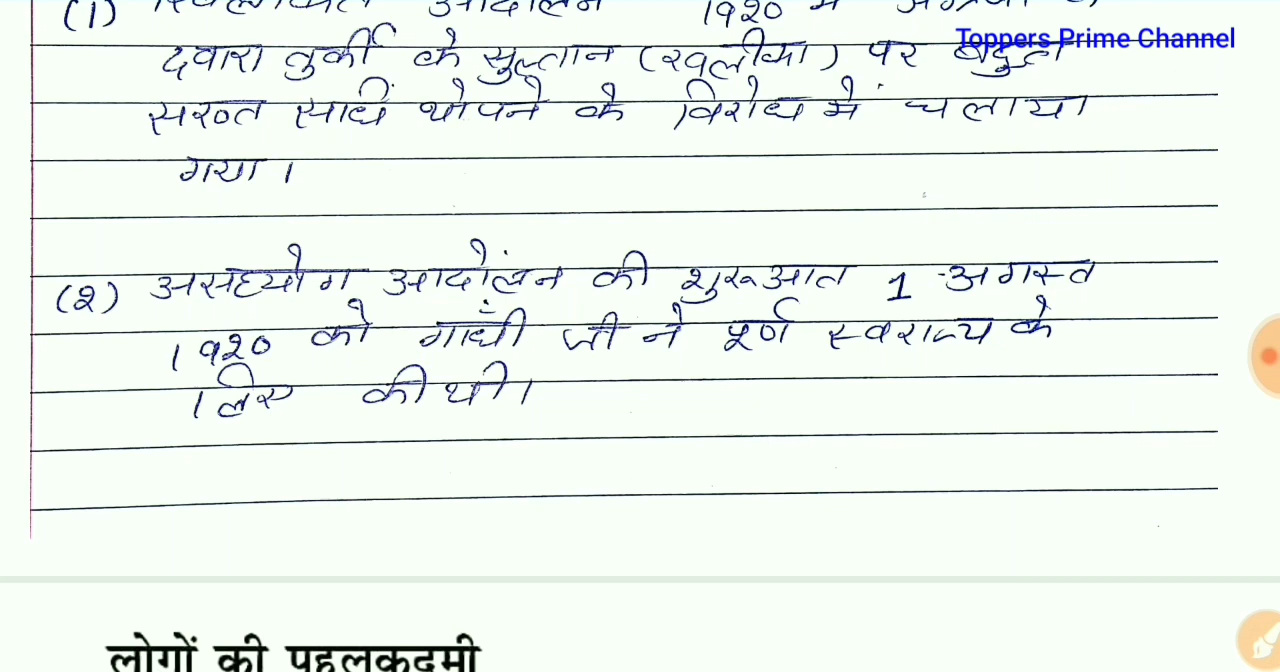 (1) खिलाफत आंदोलन 1920 में अंग्रेजों के
Toppers Prime Channel
दवारा तुर्की के सुल्तान (खलीफा) पर बहुत
सख्त संधि थोपने के विरोध में चलाया
गया।
(2) असहयोग आंदोलन की शुरूआत 1 अगस्त
1920 को गांधी जी ने पूर्ण स्वराज्य के
लिए की थी।
लोगों की पहलकदमी